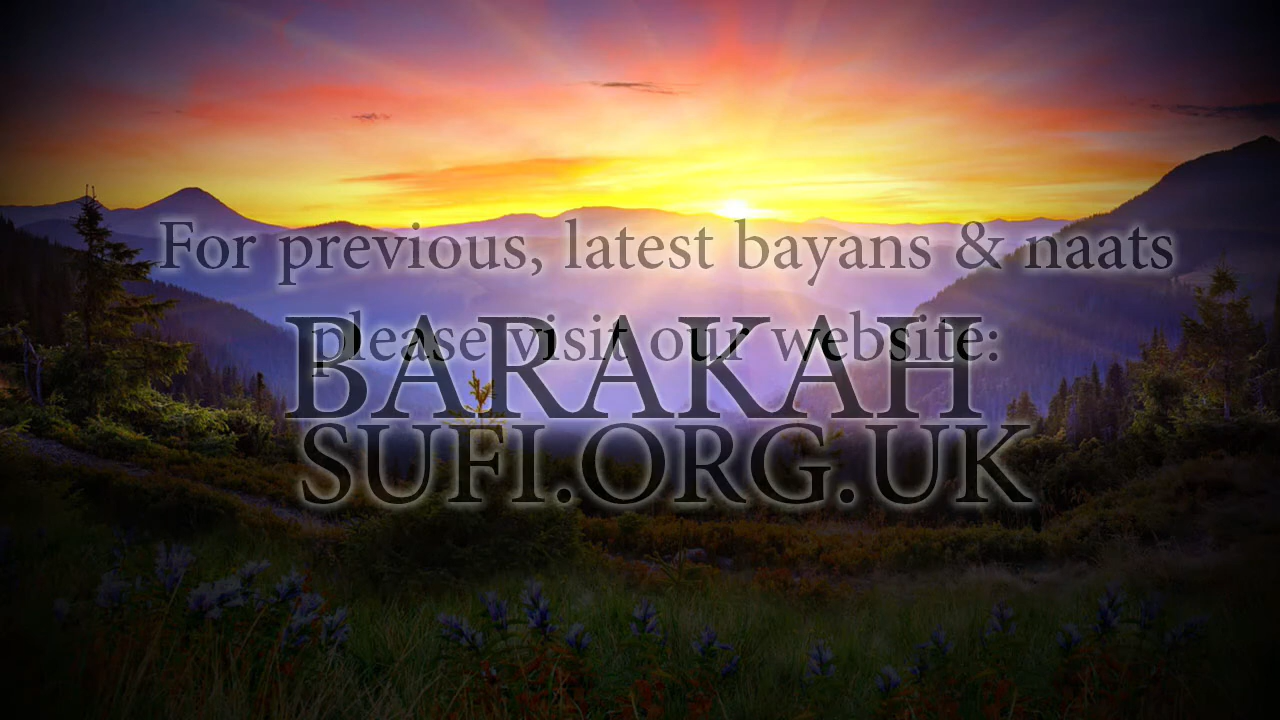 For previous, latest bayans & naats
please visit our website:
BARAKAH
SUFI.ORG.UK